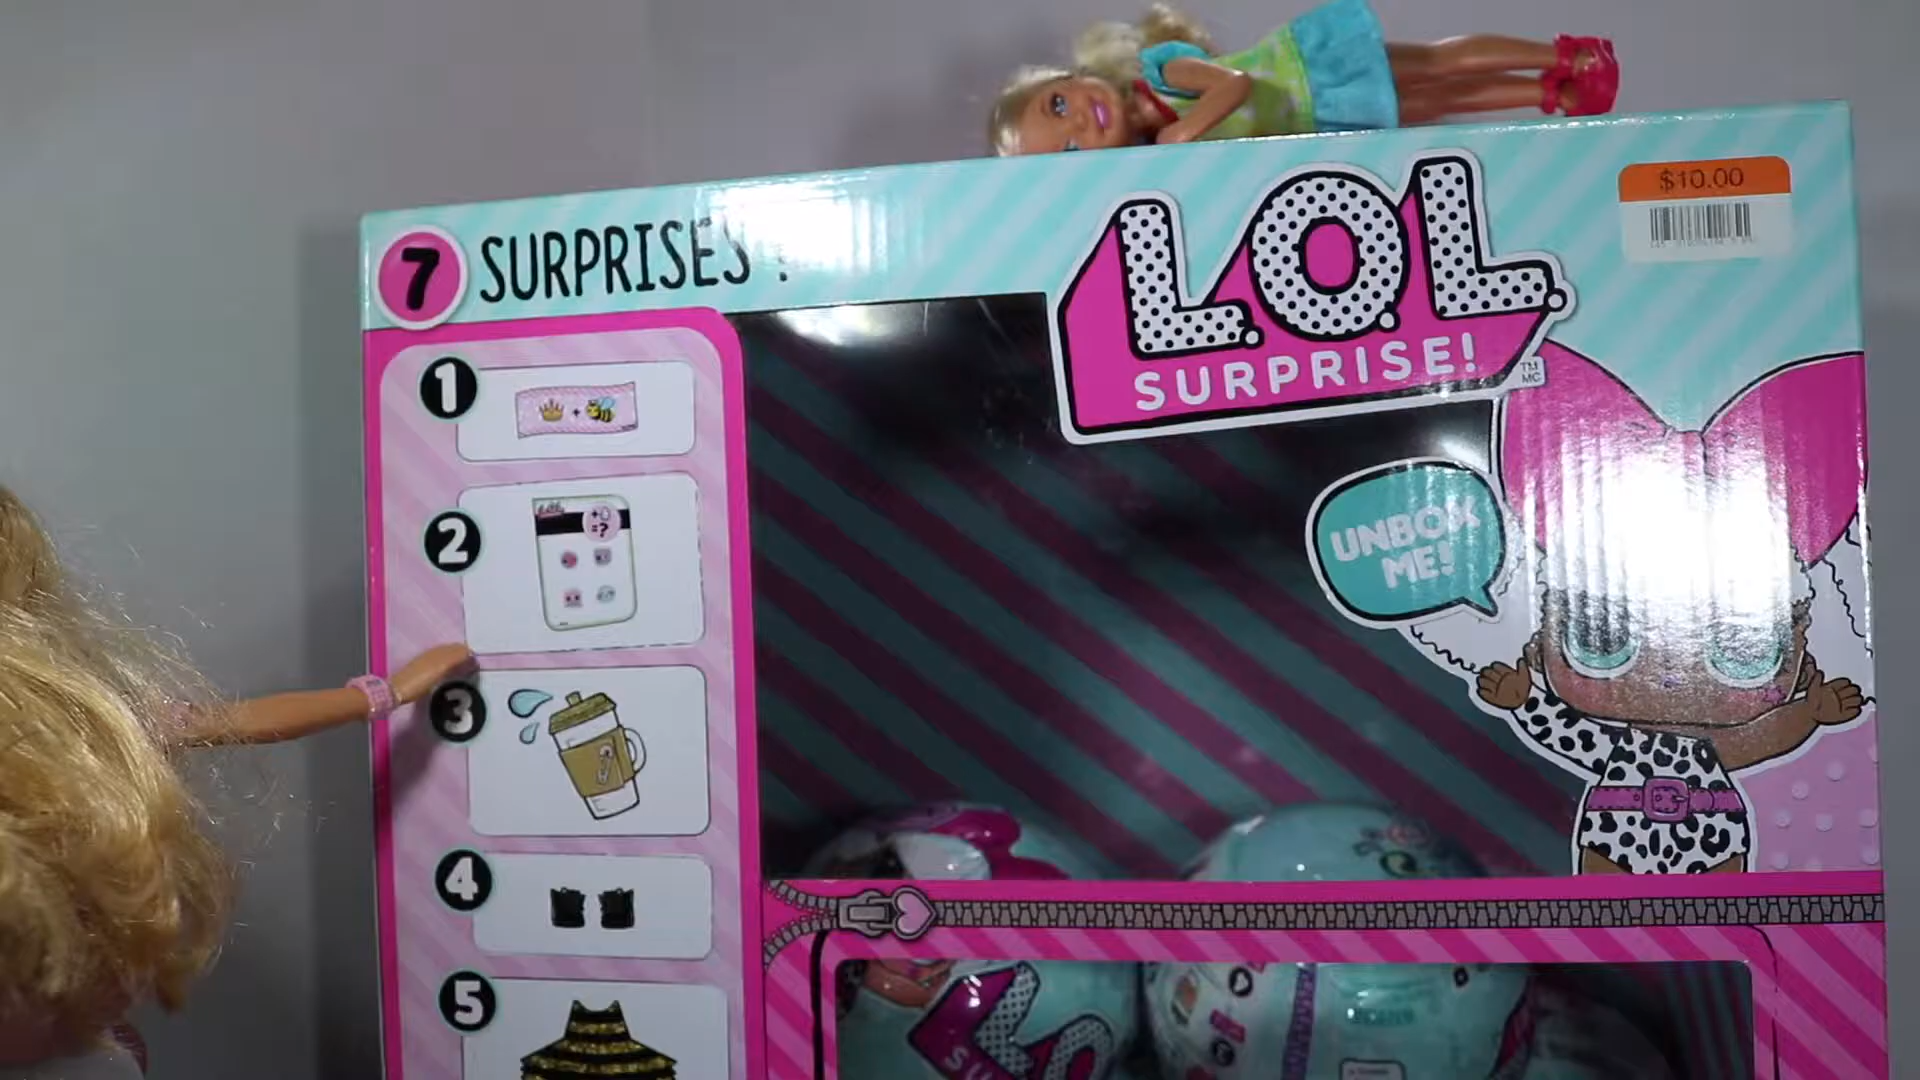 7 SURPRISES!
L.O.L.
SURPRISE!
TM
MC
$10.00
UNBOX
ME!
1
+
2
+
=?
3
4
5